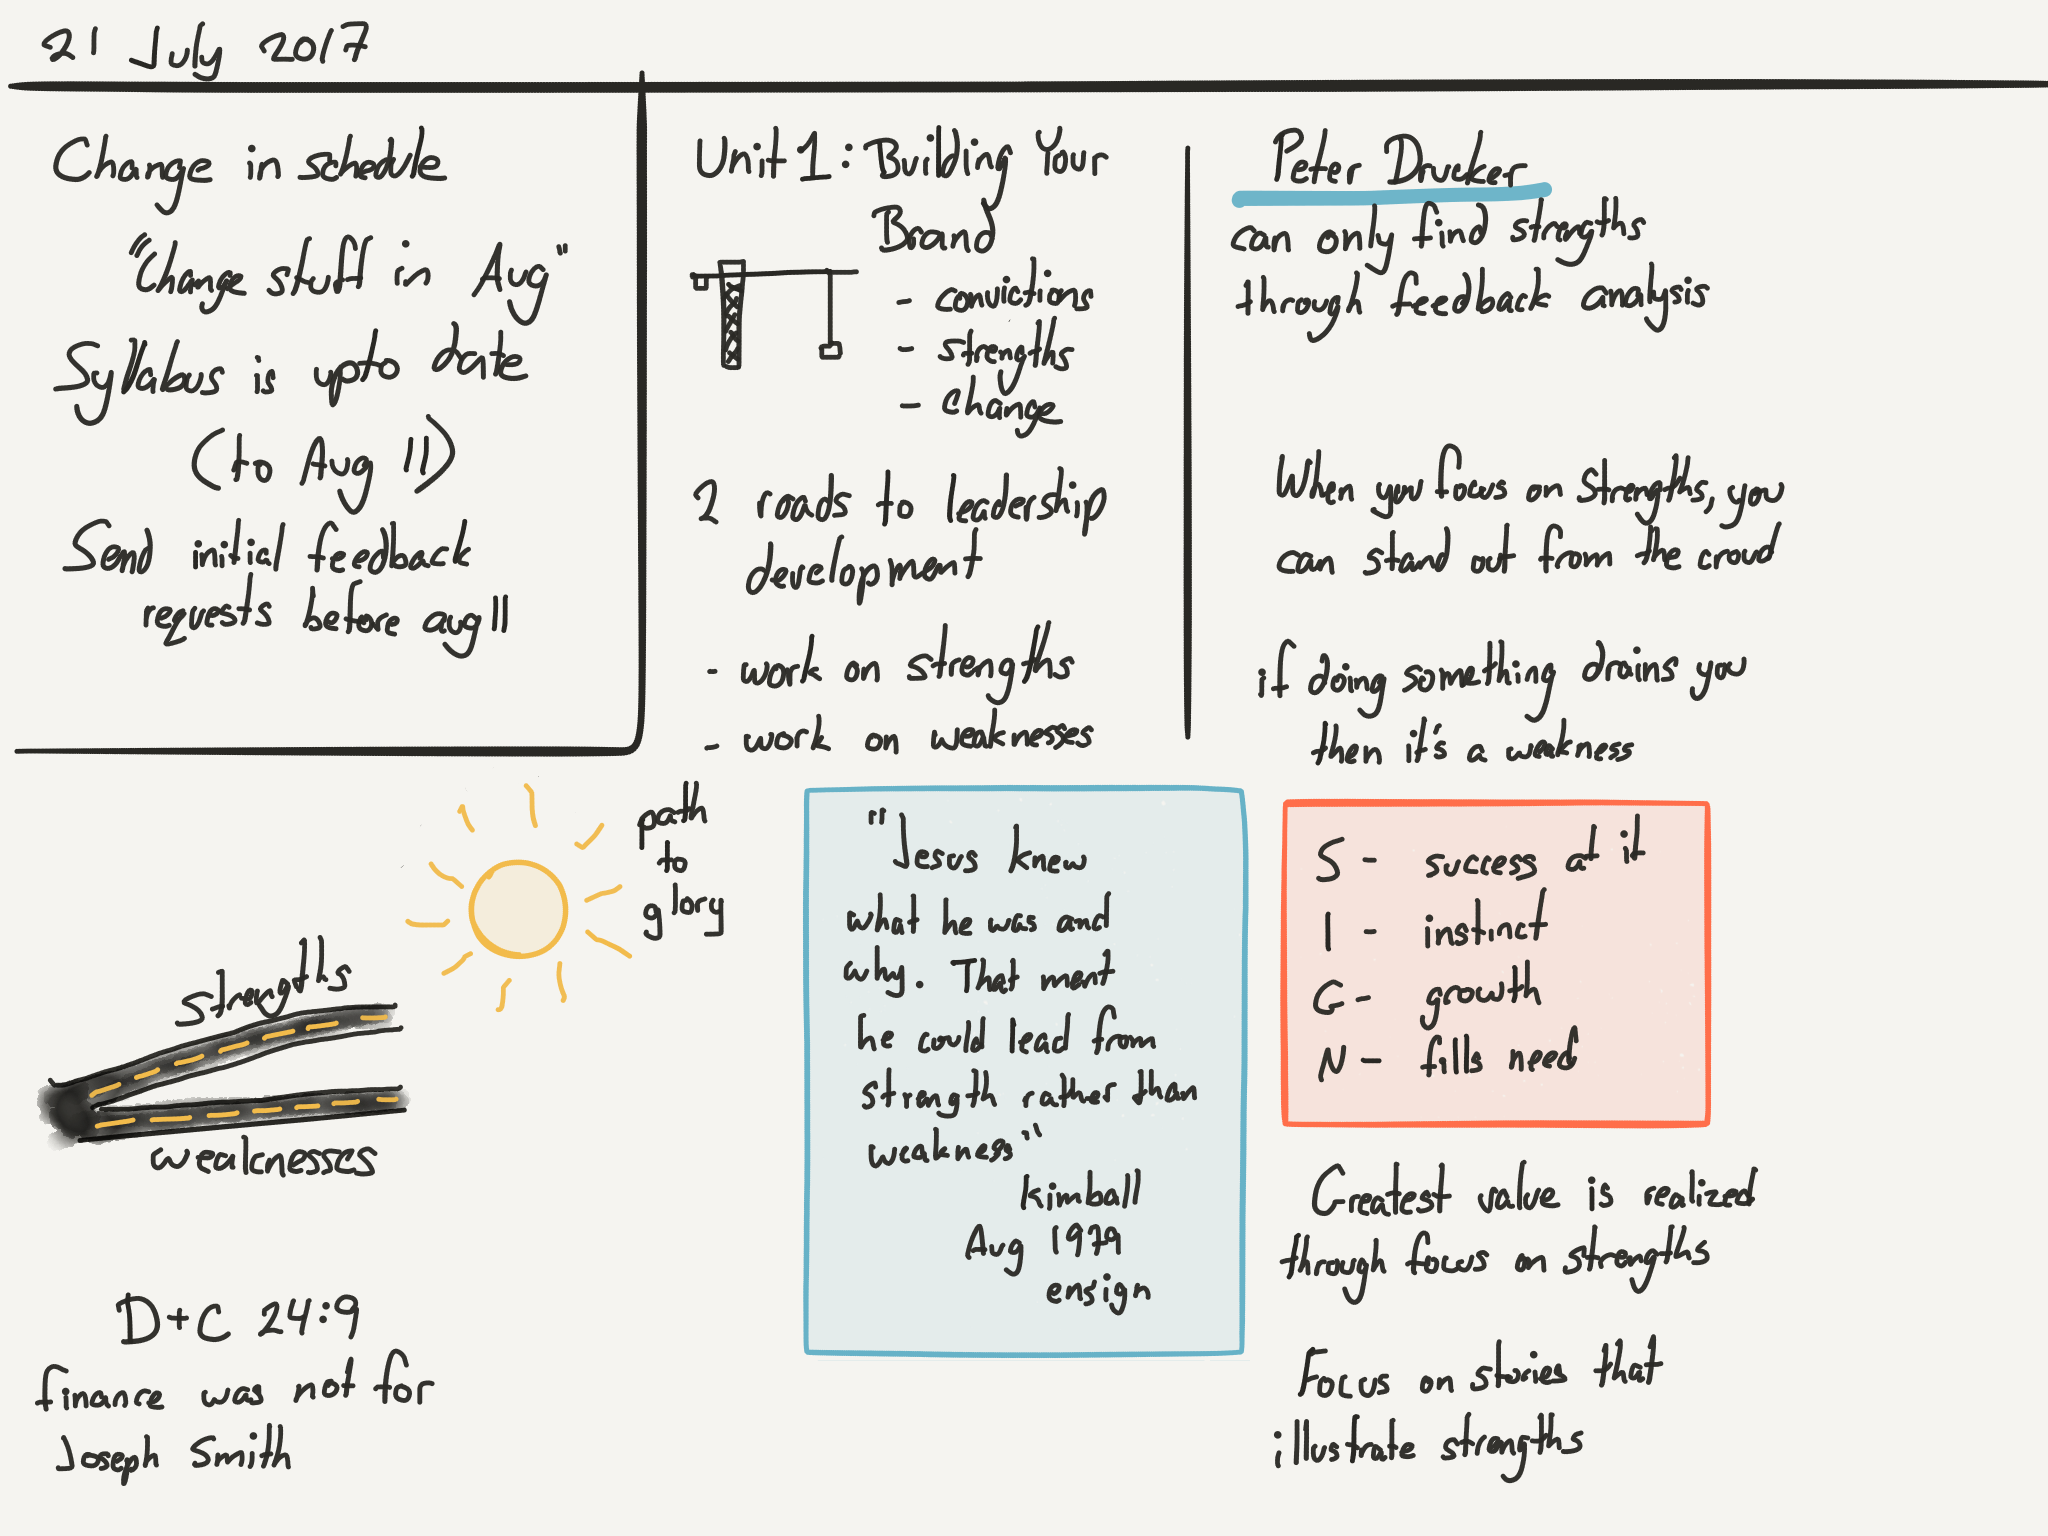 21 July 2017
Change in schedule
"Change stuff in Aug"
Syllabus is upto date
(to Aug 11)
Send initial feedback
requests before aug 11
Unit 1: Building Your
Brand
- convictions
- strengths
- change
2 roads to leadership
development
- work on strengths
- work on weaknesses
Peter Drucker
can only find strengths
through feedback analysis
When you focus on strengths, you
can stand out from the croud
if doing something drains you
then it's a weakness
path
to
glory
strengths
weaknesses
D+C 24:9
finance was not for
Joseph Smith
"Jesus knew
what he was and
why. That ment
he could lead from
strength rather than
weakness"
Kimball
Aug 1979
ensign
S - success at it
I - instinct
G - growth
N - fills need
Greatest value is realized
through focus on strengths
Focus on stories that
illustrate strengths